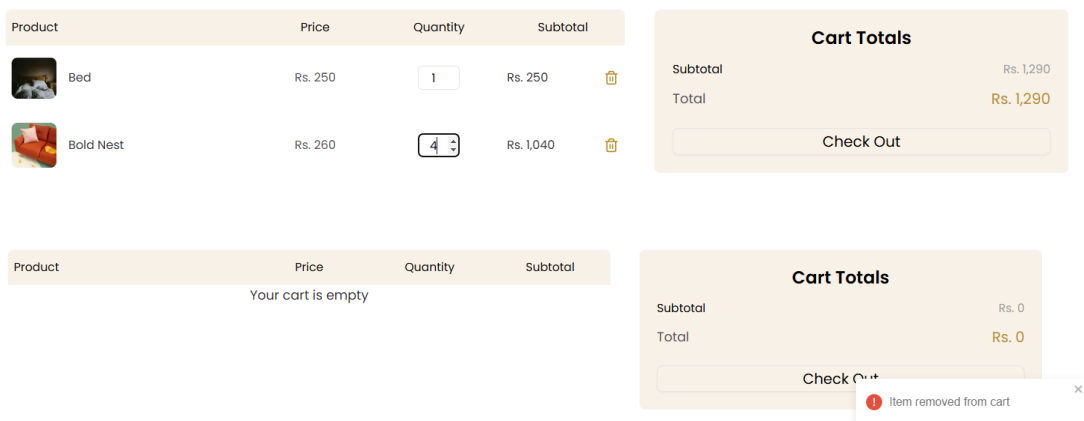 Product Price Quantity Subtotal
Bed Rs. 250 1 Rs. 250
Bold Nest Rs. 260 4 Rs. 1,040
Cart Totals
Subtotal Rs. 1,290
Total Rs. 1,290
Check Out
Product Price Quantity Subtotal
Your cart is empty
Cart Totals
Subtotal Rs. 0
Total Rs. 0
Check Out
Item removed from cart